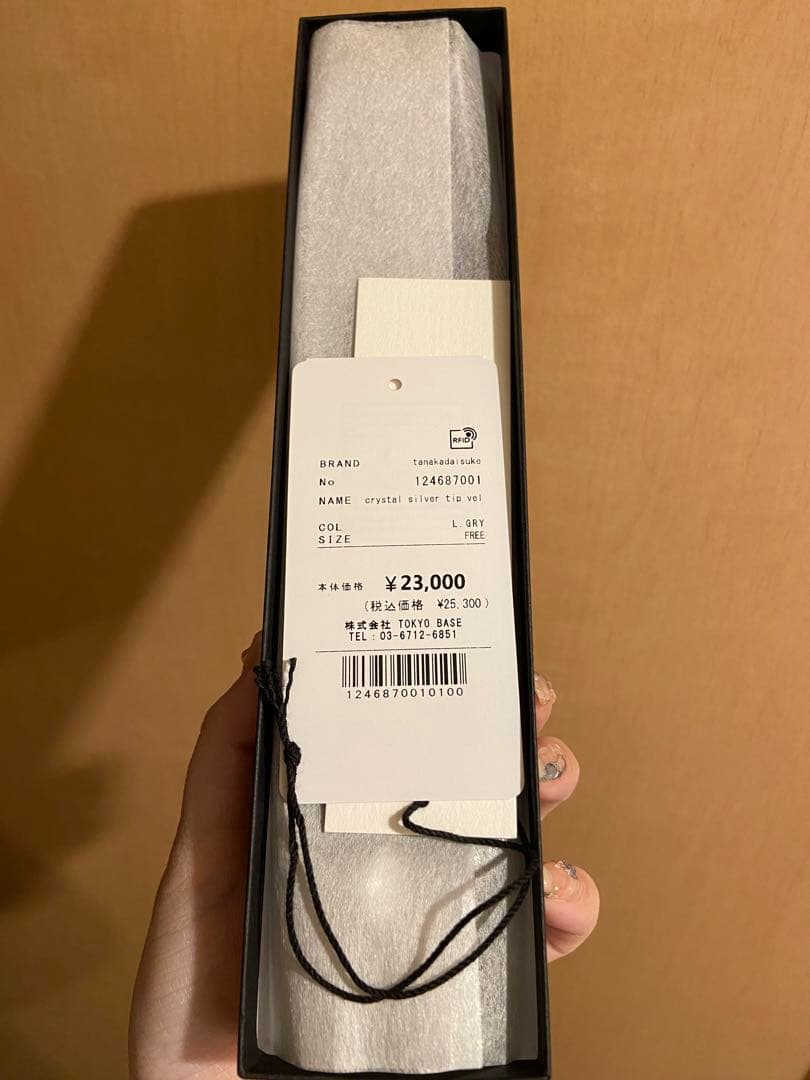 RFID
BRAND tanakadaisuke
No 124687001
NAME crystal silver tip vel
COL L.GRY
SIZE FREE
本体価格 ¥23,000
(税込価格 ¥25,300)
株式会社 TOKYO BASE
TEL:03-6712-6851
1246870010100